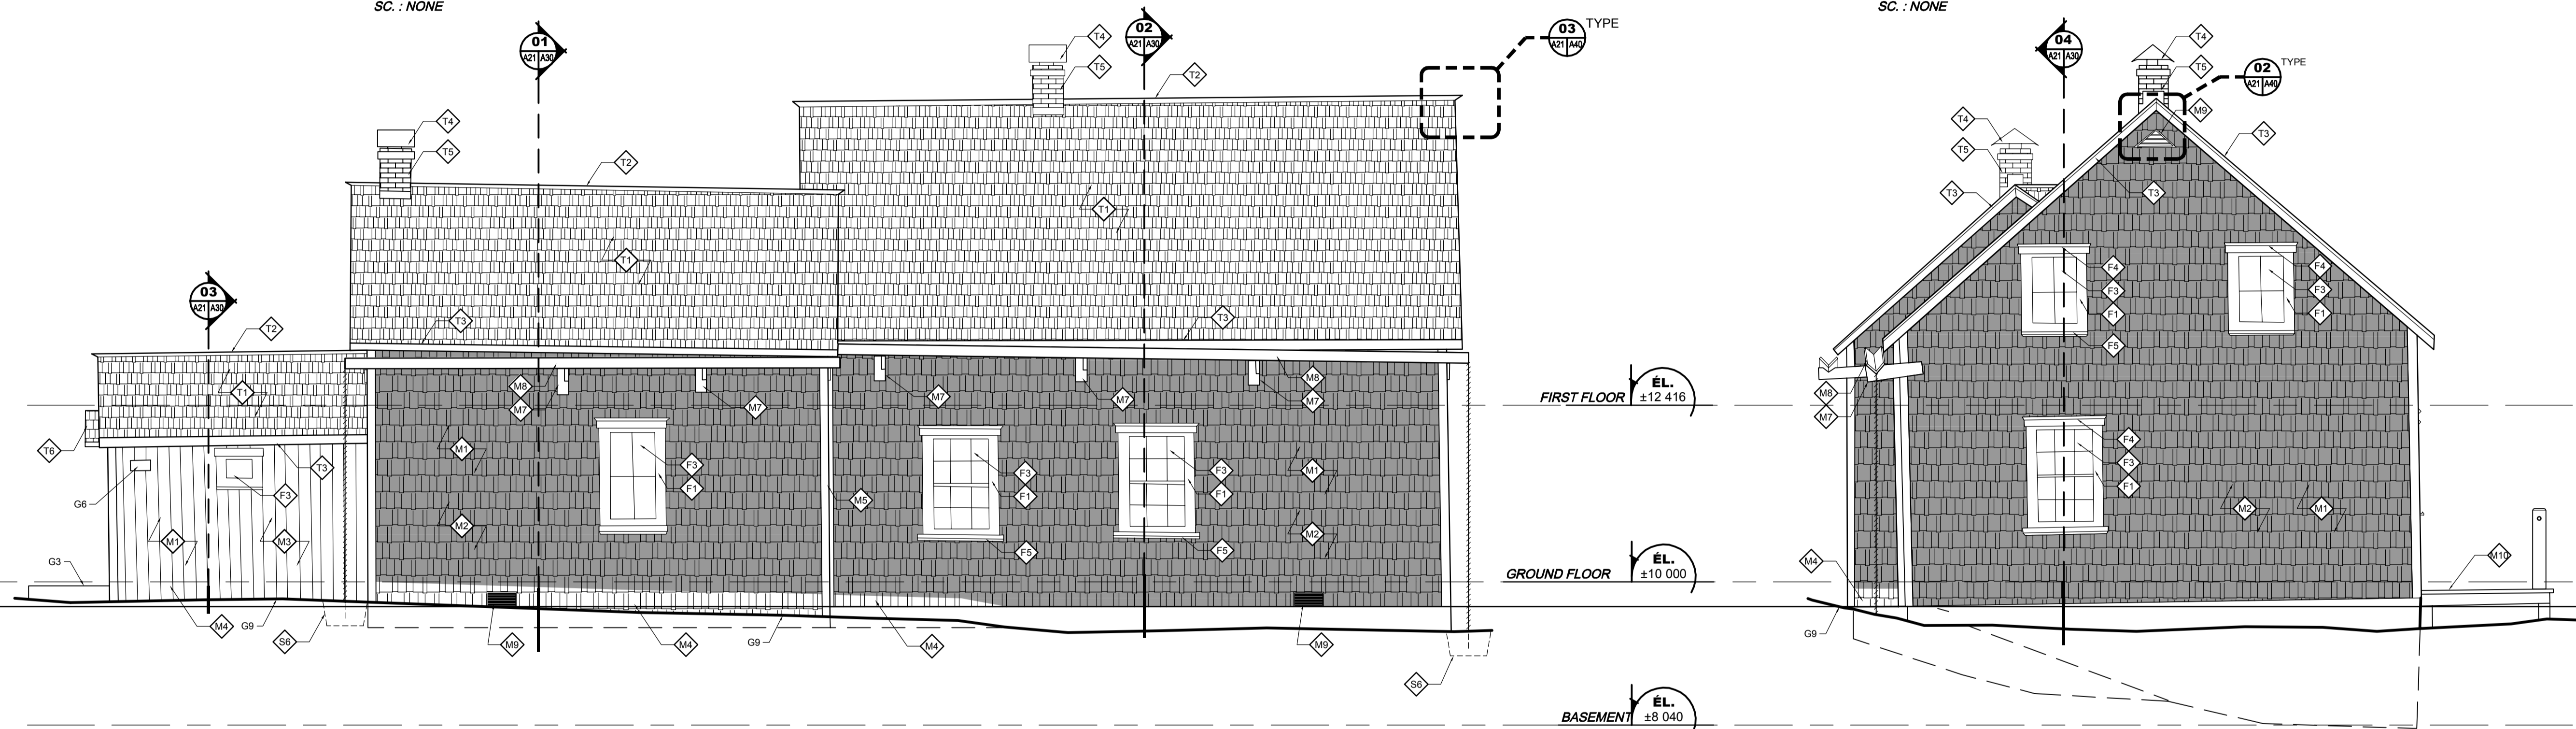 SC. : NONE
SC. : NONE
01
A21 A30
02
A21 A30
03
A21 A40
TYPE
04
A21 A30
02
A21 A40
TYPE
03
A21 A30
T4
T5
T2
T4
T5
T2
T1
T1
T3
T3
T2
T1
T6
T3
G6
F3
M1
M3
G3
M4
G9
S6
M8
M7
M7
M1
M2
F3
F1
M5
M9
M4
G9
M7
M7
M8
M7
F3
F1
F5
F3
F1
F5
M1
M2
M4
M9
S6
FIRST FLOOR
ÉL.
±12 416
GROUND FLOOR
ÉL.
±10 000
BASEMENT
ÉL.
±8 040
T4
T5
M9
T3
T4
T5
T3
T3
F4
F3
F1
F5
F4
F3
F1
M8
M7
F4
F3
F1
M2
M1
M4
G9
M10